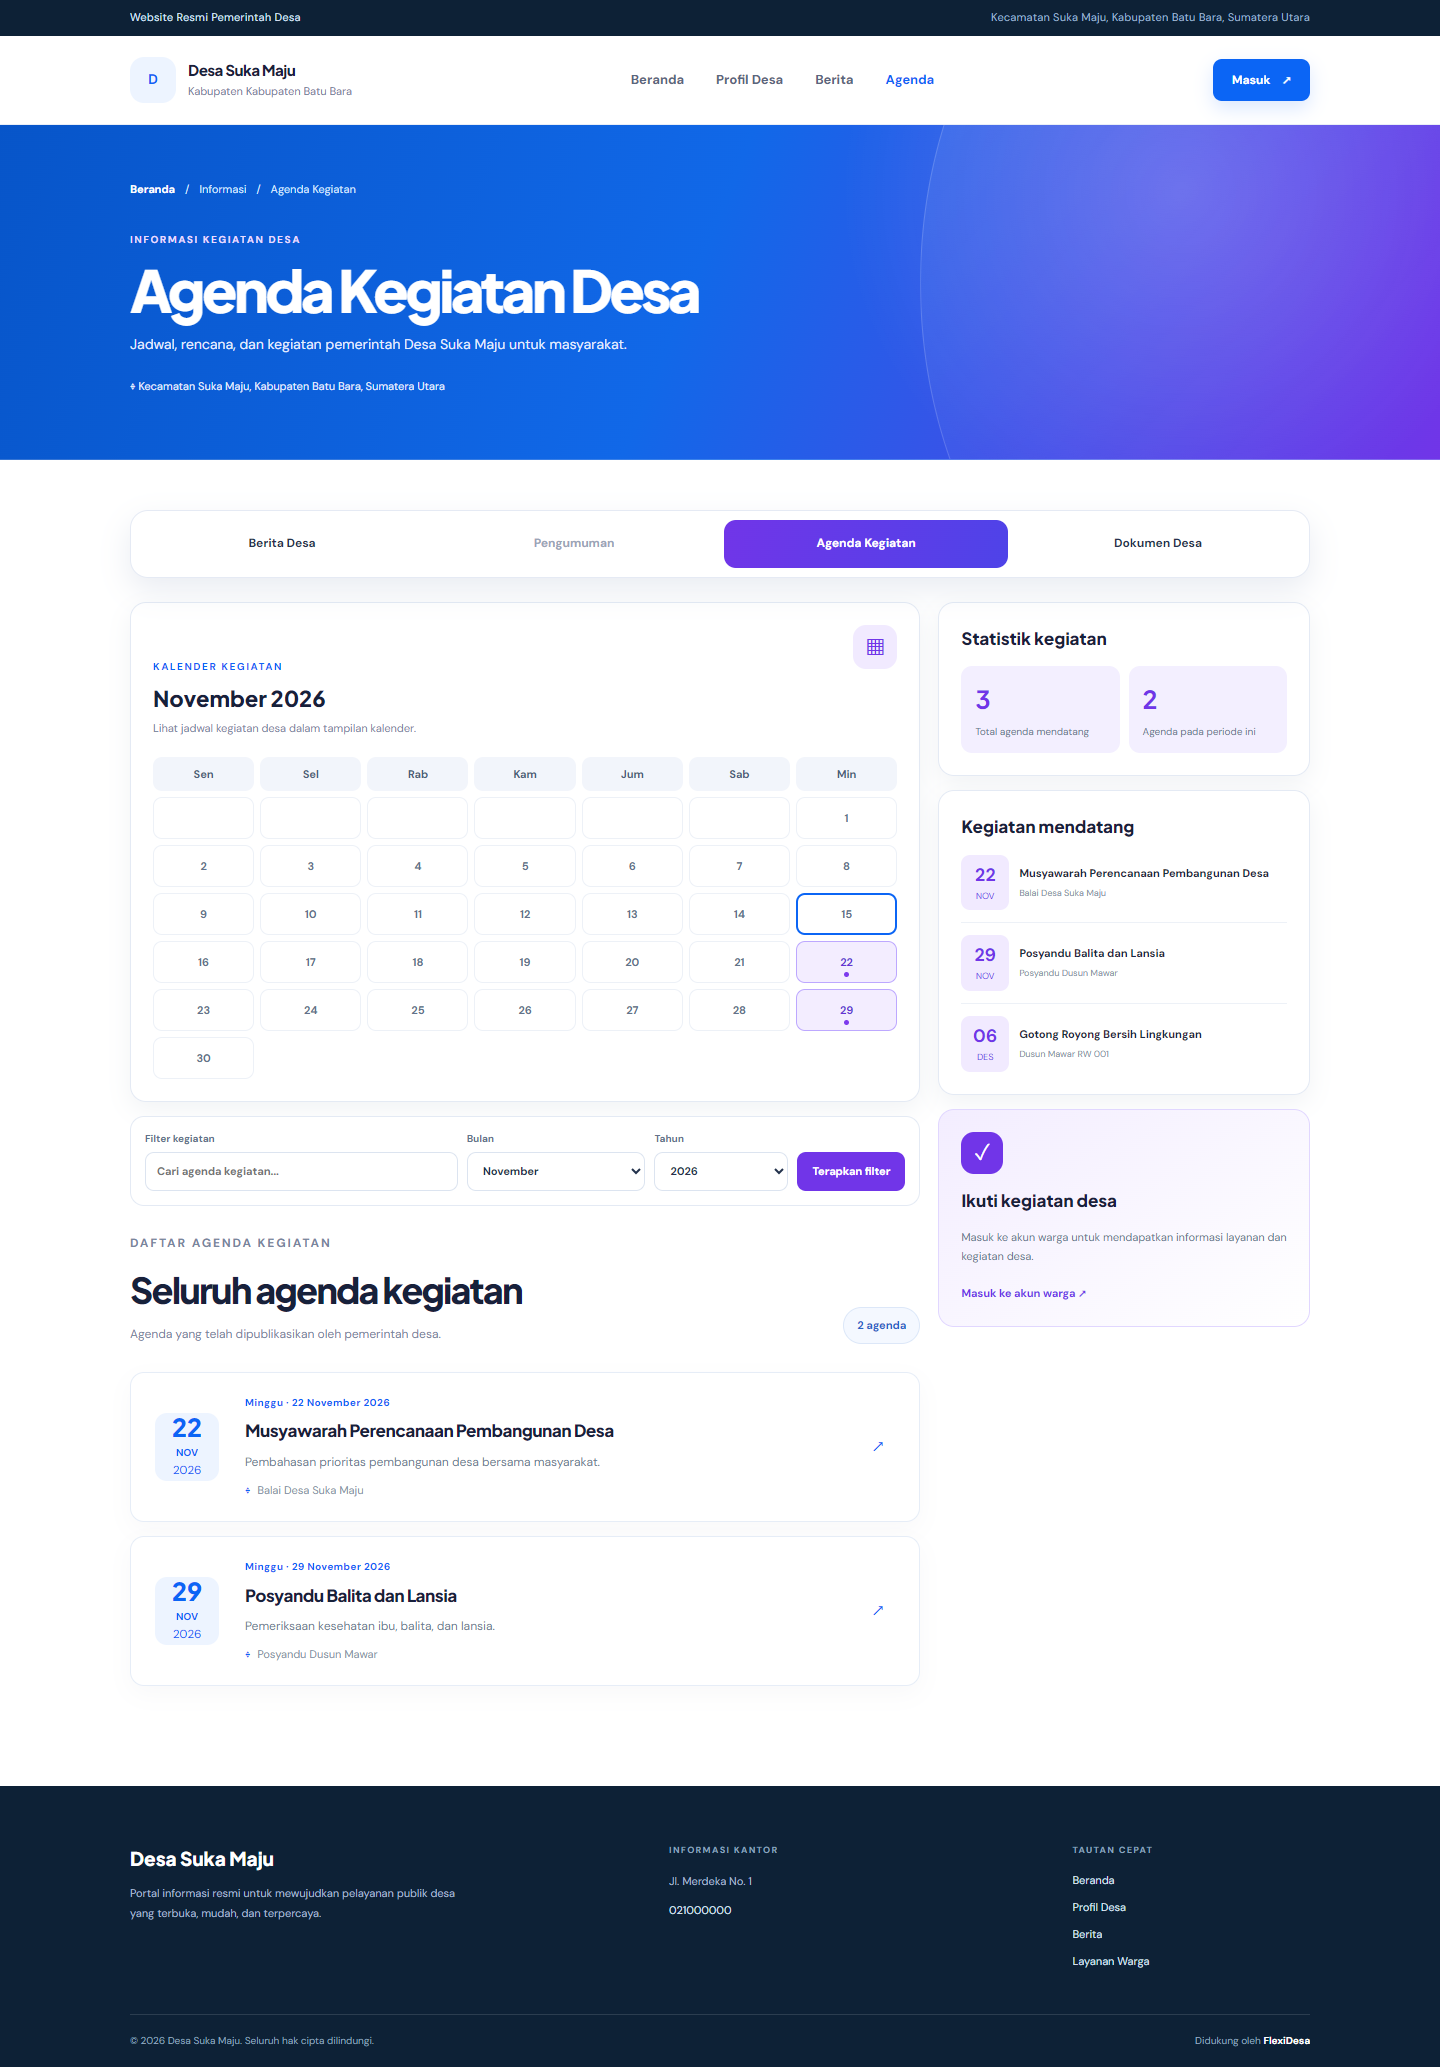 Website Resmi Pemerintah Desa
Kecamatan Suka Maju, Kabupaten Batu Bara, Sumatera Utara
D
Desa Suka Maju
Kabupaten Kabupaten Batu Bara
Beranda
Profil Desa
Berita
Agenda
Masuk ↗
Beranda / Informasi / Agenda Kegiatan
INFORMASI KEGIATAN DESA
Agenda Kegiatan Desa
Jadwal, rencana, dan kegiatan pemerintah Desa Suka Maju untuk masyarakat.
Kecamatan Suka Maju, Kabupaten Batu Bara, Sumatera Utara
Berita Desa
Pengumuman
Agenda Kegiatan
Dokumen Desa
KALENDER KEGIATAN
November 2026
Lihat jadwal kegiatan desa dalam tampilan kalender.
Sen Sel Rab Kam Jum Sab Min
1
2 3 4 5 6 7 8
9 10 11 12 13 14 15
16 17 18 19 20 21 22
23 24 25 26 27 28 29
30
Filter kegiatan
Cari agenda kegiatan...
Bulan
November
Tahun
2026
Terapkan filter
DAFTAR AGENDA KEGIATAN
Seluruh agenda kegiatan
Agenda yang telah dipublikasikan oleh pemerintah desa.
2 agenda
22
NOV
2026
Minggu · 22 November 2026
Musyawarah Perencanaan Pembangunan Desa
Pembahasan prioritas pembangunan desa bersama masyarakat.
Balai Desa Suka Maju
↗
29
NOV
2026
Minggu · 29 November 2026
Posyandu Balita dan Lansia
Pemeriksaan kesehatan ibu, balita, dan lansia.
Posyandu Dusun Mawar
↗
Statistik kegiatan
3
Total agenda mendatang
2
Agenda pada periode ini
Kegiatan mendatang
22
NOV
Musyawarah Perencanaan Pembangunan Desa
Balai Desa Suka Maju
29
NOV
Posyandu Balita dan Lansia
Posyandu Dusun Mawar
06
DES
Gotong Royong Bersih Lingkungan
Dusun Mawar RW 001
✓
Ikuti kegiatan desa
Masuk ke akun warga untuk mendapatkan informasi layanan dan
kegiatan desa.
Masuk ke akun warga ↗
Desa Suka Maju
Portal informasi resmi untuk mewujudkan pelayanan publik desa
yang terbuka, mudah, dan terpercaya.
INFORMASI KANTOR
Jl. Merdeka No. 1
021000000
TAUTAN CEPAT
Beranda
Profil Desa
Berita
Layanan Warga
© 2026 Desa Suka Maju. Seluruh hak cipta dilindungi.
Didukung oleh FlexiDesa